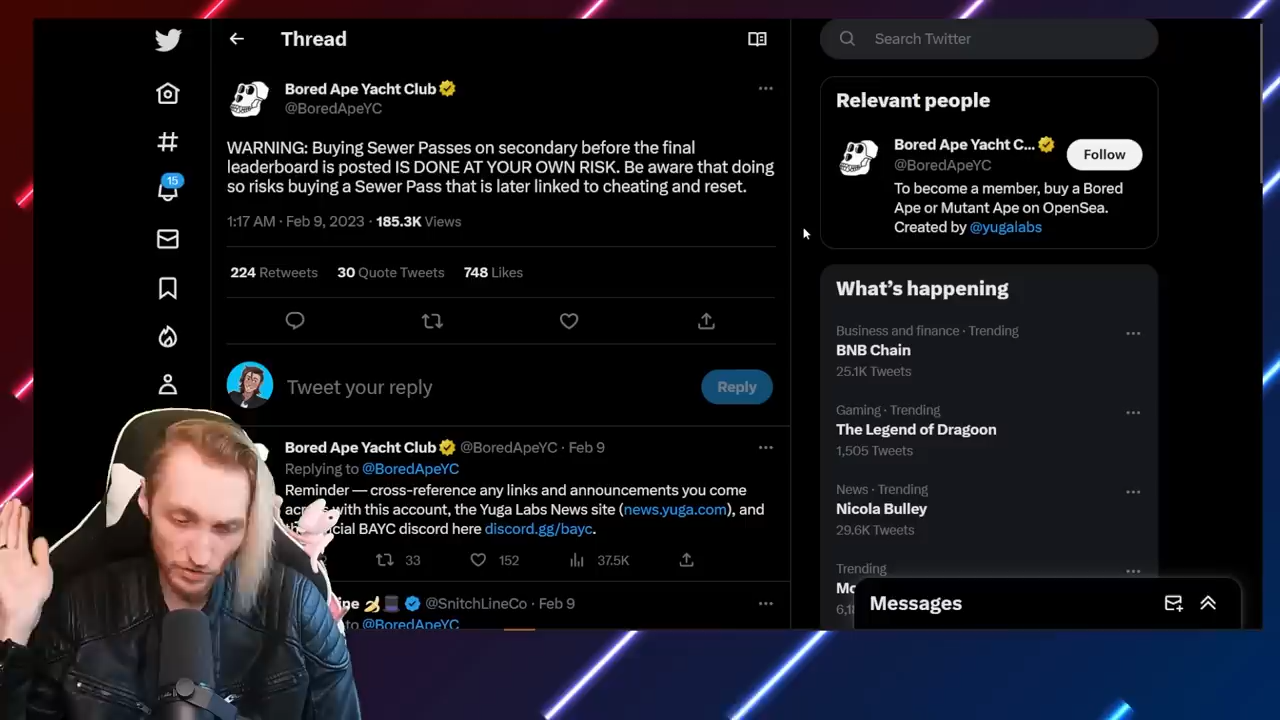 Thread
Search Twitter
Bored Ape Yacht Club
@BoredApeYC
WARNING: Buying Sewer Passes on secondary before the final
leaderboard is posted IS DONE AT YOUR OWN RISK. Be aware that doing
so risks buying a Sewer Pass that is later linked to cheating and reset.
1:17 AM · Feb 9, 2023 · 185.3K Views
224 Retweets 30 Quote Tweets 748 Likes
15
Tweet your reply
Reply
Bored Ape Yacht Club @BoredApeYC · Feb 9
Replying to @BoredApeYC
Reminder — cross-reference any links and announcements you come
with this account, the Yuga Labs News site (news.yuga.com), and
BAYC discord here discord.gg/bayc.
33 152 37.5K
@SnitchLineCo · Feb 9
to @BoredApeYC
Relevant people
Bored Ape Yacht C...
@BoredApeYC
Follow
To become a member, buy a Bored
Ape or Mutant Ape on OpenSea.
Created by @yugalabs
What's happening
Business and finance · Trending
BNB Chain
25.1K Tweets
Gaming · Trending
The Legend of Dragoon
1,505 Tweets
News · Trending
Nicola Bulley
29.6K Tweets
Trending
Messages